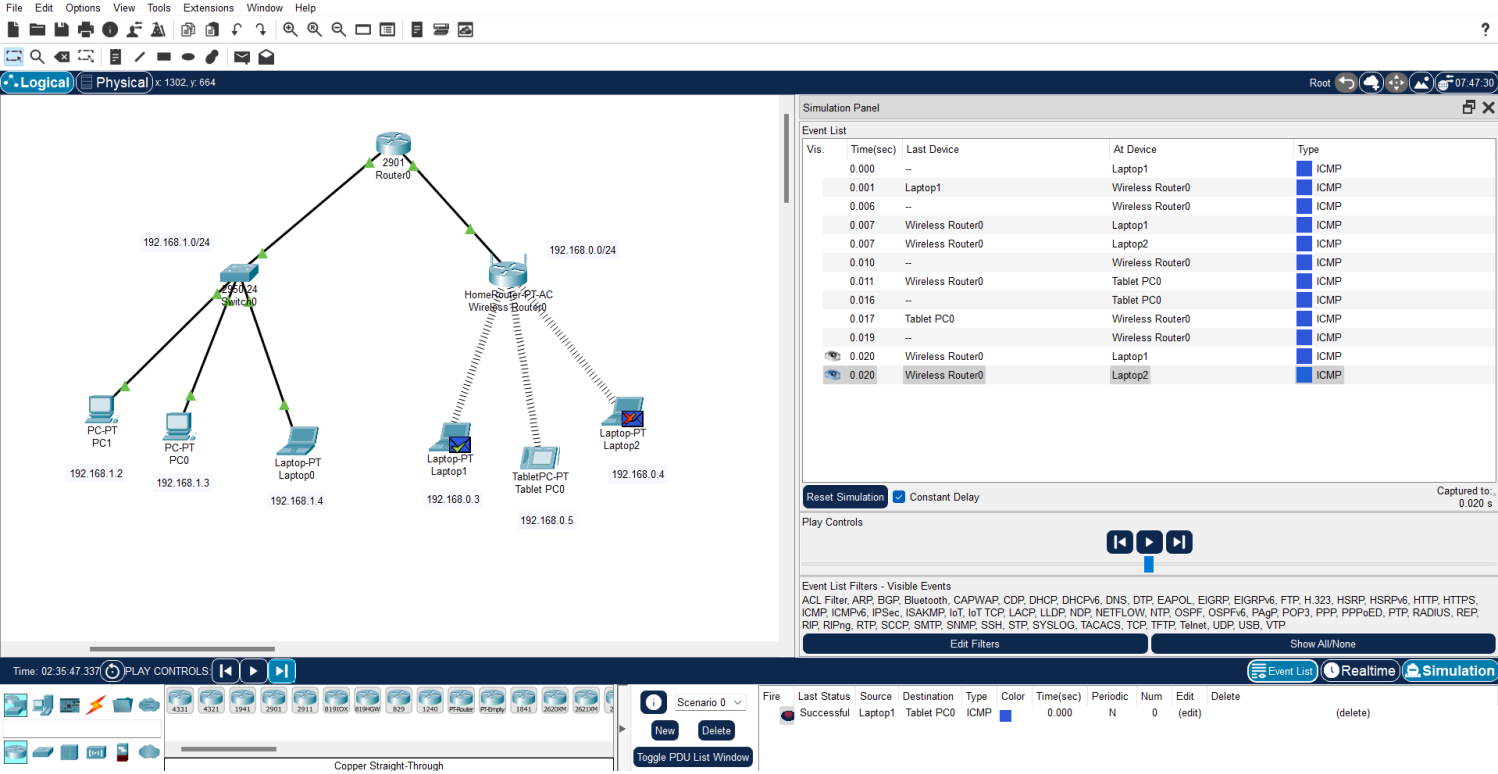 File Edit Options View Tools Extensions Window Help
?
Logical Physical x: 1302, y: 664 Root 07:47:30
2901
Router0
192.168.1.0/24
192.168.0.0/24
2950-24
Switch0
HomeRouter-PT-AC
Wireless Router0
PC-PT
PC1
192.168.1.2
PC-PT
PC0
192.168.1.3
Laptop-PT
Laptop0
192.168.1.4
Laptop-PT
Laptop1
192.168.0.3
TabletPC-PT
Tablet PC0
192.168.0.5
Laptop-PT
Laptop2
192.168.0.4
Simulation Panel
Event List
Vis. Time(sec) Last Device At Device Type
0.000 -- Laptop1 ICMP
0.001 Laptop1 Wireless Router0 ICMP
0.006 -- Wireless Router0 ICMP
0.007 Wireless Router0 Laptop1 ICMP
0.007 Wireless Router0 Laptop2 ICMP
0.010 -- Wireless Router0 ICMP
0.011 Wireless Router0 Tablet PC0 ICMP
0.016 -- Tablet PC0 ICMP
0.017 Tablet PC0 Wireless Router0 ICMP
0.019 -- Wireless Router0 ICMP
0.020 Wireless Router0 Laptop1 ICMP
0.020 Wireless Router0 Laptop2 ICMP
Reset Simulation Constant Delay Captured to:
0.020 s
Play Controls
Event List Filters - Visible Events
ACL Filter, ARP, BGP, Bluetooth, CAPWAP, CDP, DHCP, DHCPv6, DNS, DTP, EAPOL, EIGRP, EIGRPv6, FTP, H.323, HSRP, HSRPv6, HTTP, HTTPS,
ICMP, ICMPv6, IPSec, ISAKMP, IoT, IoT TCP, LACP, LLDP, NDP, NETFLOW, NTP, OSPF, OSPFv6, PAgP, POP3, PPP, PPPoED, PTP, RADIUS, REP,
RIP, RIPng, RTP, SCCP, SMTP, SNMP, SSH, STP, SYSLOG, TACACS, TCP, TFTP, Telnet, UDP, USB, VTP
Edit Filters Show All/None
Time: 02:35:47.337 PLAY CONTROLS: Event List Realtime Simulation
4331 4321 1941 2901 2911 819IOX 819HGW 829 1240 PT-Router PT-Empty 1841 2620XM 2621XM 2
Copper Straight-Through
Scenario 0
New Delete
Toggle PDU List Window
Fire Last Status Source Destination Type Color Time(sec) Periodic Num Edit Delete
Successful Laptop1 Tablet PC0 ICMP 0.000 N 0 (edit) (delete)